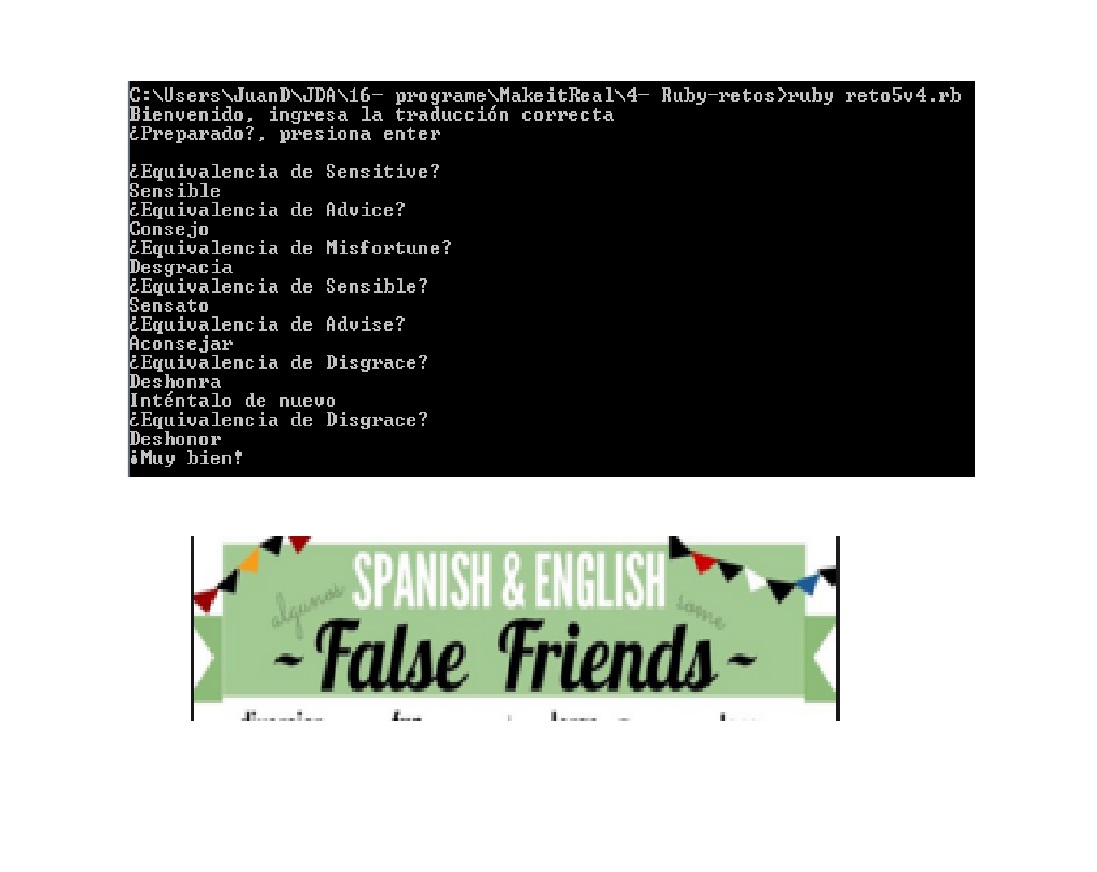 C:\Users\JuanD\JDA\16- programe\MakeitReal\4- Ruby-retos>ruby reto5v4.rb
Bienvenido, ingresa la traducción correcta
¿Preparado?, presiona enter
¿Equivalencia de Sensitive?
Sensible
¿Equivalencia de Advice?
Consejo
¿Equivalencia de Misfortune?
Desgracia
¿Equivalencia de Sensible?
Sensato
¿Equivalencia de Advise?
Aconsejar
¿Equivalencia de Disgrace?
Deshonra
Inténtalo de nuevo
¿Equivalencia de Disgrace?
Deshonor
¡Muy bien!
algunos SPANISH & ENGLISH some
~False Friends~